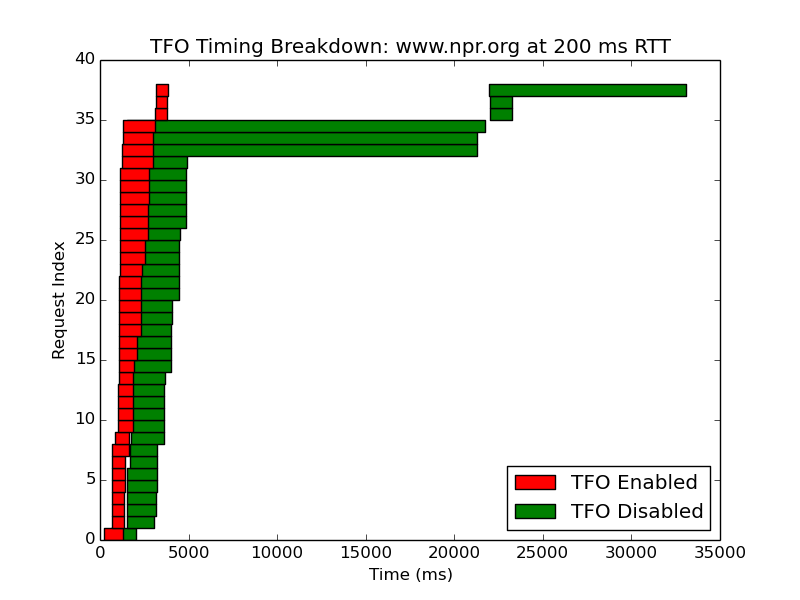 TFO Timing Breakdown: www.npr.org at 200 ms RTT
40
35
30
25
20
15
10
5
0
Request Index
TFO Enabled
TFO Disabled
0 5000 10000 15000 20000 25000 30000 35000
Time (ms)